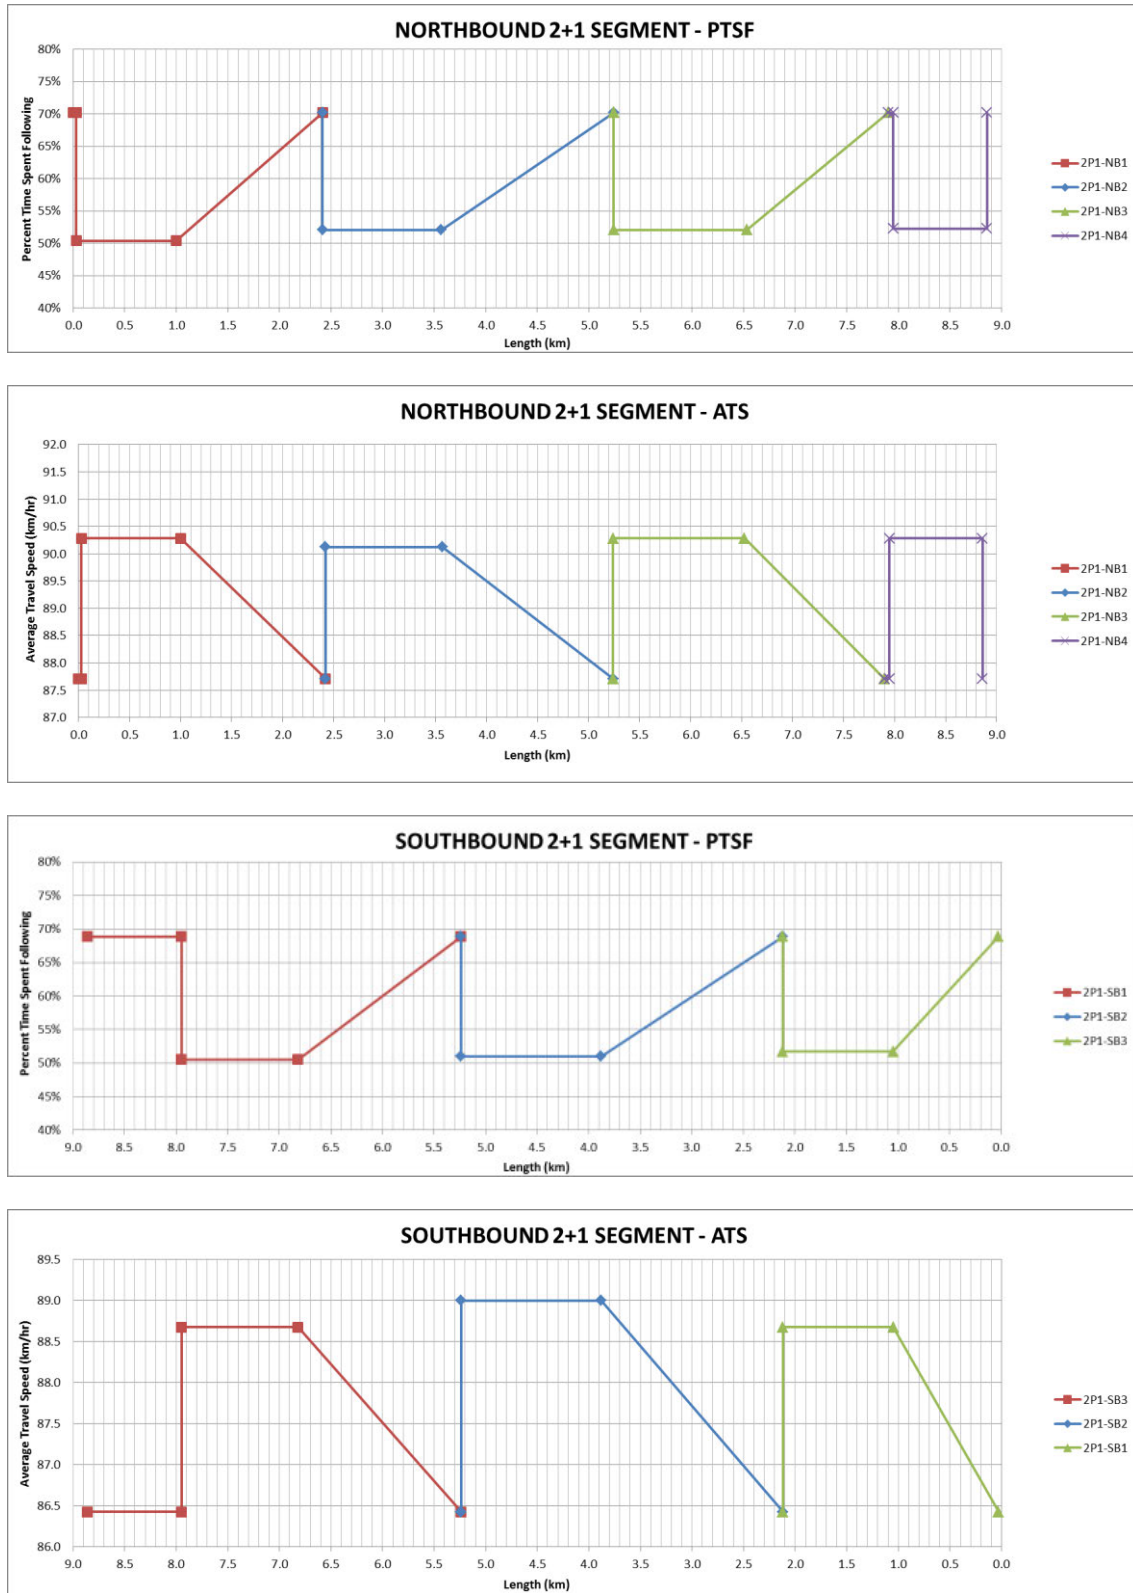 NORTHBOUND 2+1 SEGMENT - PTSF
Percent Time Spent Following
80%
75%
70%
65%
60%
55%
50%
45%
40%
0.0 0.5 1.0 1.5 2.0 2.5 3.0 3.5 4.0 4.5 5.0 5.5 6.0 6.5 7.0 7.5 8.0 8.5 9.0
Length (km)
2P1-NB1
2P1-NB2
2P1-NB3
2P1-NB4
NORTHBOUND 2+1 SEGMENT - ATS
Average Travel Speed (km/hr)
92.0
91.5
91.0
90.5
90.0
89.5
89.0
88.5
88.0
87.5
87.0
0.0 0.5 1.0 1.5 2.0 2.5 3.0 3.5 4.0 4.5 5.0 5.5 6.0 6.5 7.0 7.5 8.0 8.5 9.0
Length (km)
2P1-NB1
2P1-NB2
2P1-NB3
2P1-NB4
SOUTHBOUND 2+1 SEGMENT - PTSF
Percent Time Spent Following
80%
75%
70%
65%
60%
55%
50%
45%
40%
9.0 8.5 8.0 7.5 7.0 6.5 6.0 5.5 5.0 4.5 4.0 3.5 3.0 2.5 2.0 1.5 1.0 0.5 0.0
Length (km)
2P1-SB1
2P1-SB2
2P1-SB3
SOUTHBOUND 2+1 SEGMENT - ATS
Average Travel Speed (km/hr)
89.5
89.0
88.5
88.0
87.5
87.0
86.5
86.0
9.0 8.5 8.0 7.5 7.0 6.5 6.0 5.5 5.0 4.5 4.0 3.5 3.0 2.5 2.0 1.5 1.0 0.5 0.0
Length (km)
2P1-SB3
2P1-SB2
2P1-SB1